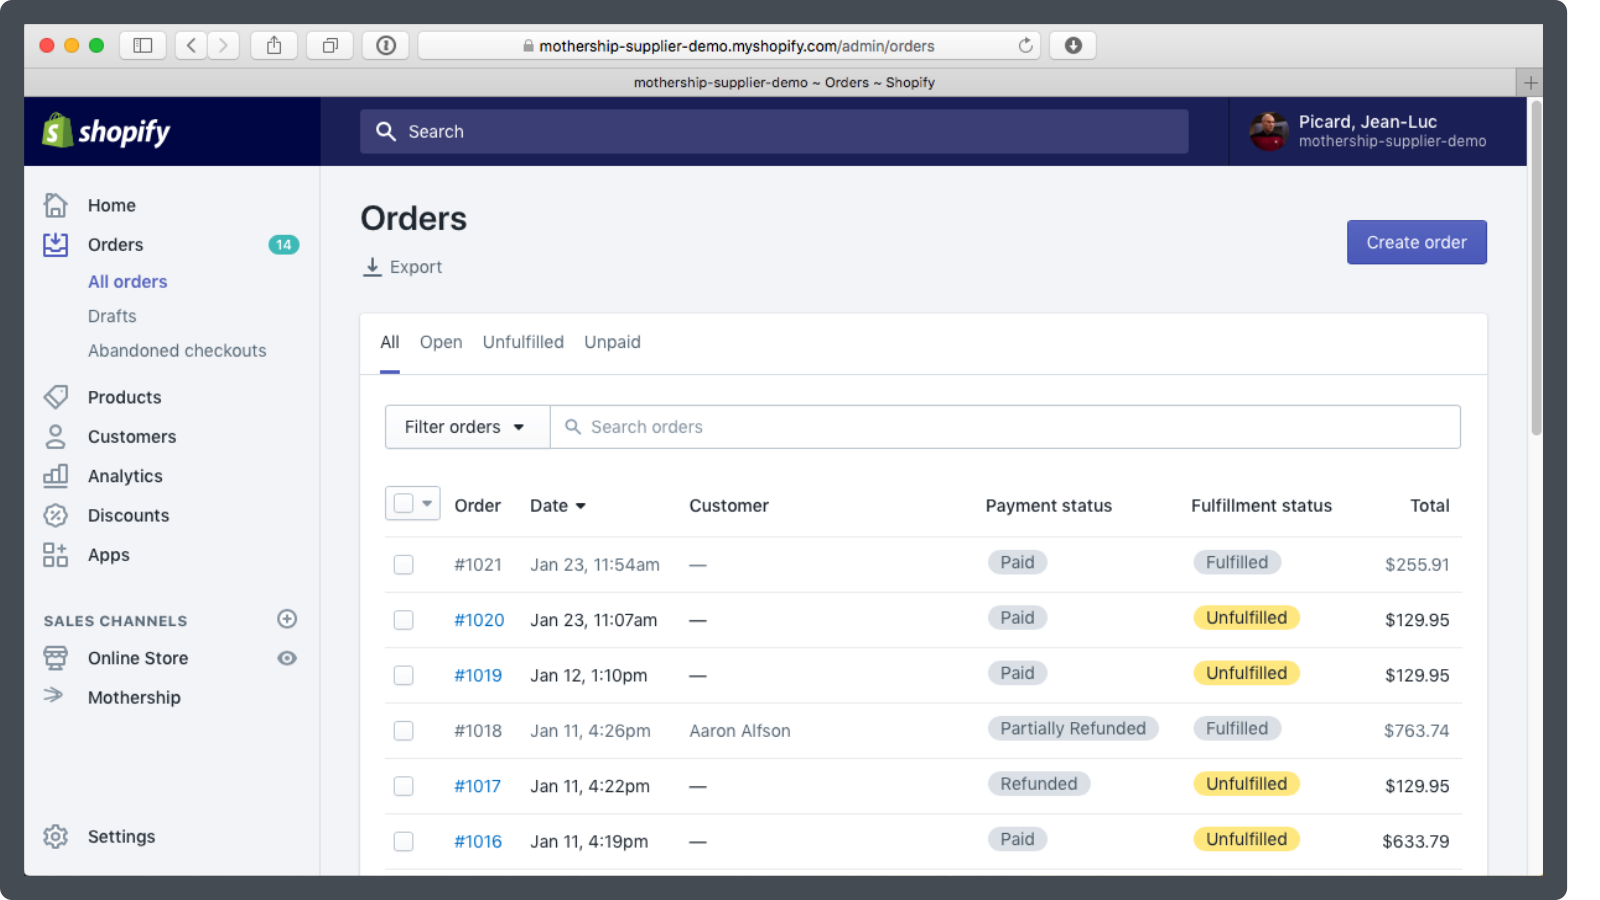 mothership-supplier-demo.myshopify.com/admin/orders
mothership-supplier-demo ~ Orders ~ Shopify
shopify
Search
Picard, Jean-Luc
mothership-supplier-demo
Home
Orders 14
All orders
Drafts
Abandoned checkouts
Products
Customers
Analytics
Discounts
Apps
SALES CHANNELS
Online Store
Mothership
Settings
Orders
Export
Create order
All Open Unfulfilled Unpaid
Filter orders Search orders
Order Date Customer Payment status Fulfillment status Total
#1021 Jan 23, 11:54am — Paid Fulfilled $255.91
#1020 Jan 23, 11:07am — Paid Unfulfilled $129.95
#1019 Jan 12, 1:10pm — Paid Unfulfilled $129.95
#1018 Jan 11, 4:26pm Aaron Alfson Partially Refunded Fulfilled $763.74
#1017 Jan 11, 4:22pm — Refunded Unfulfilled $129.95
#1016 Jan 11, 4:19pm — Paid Unfulfilled $633.79